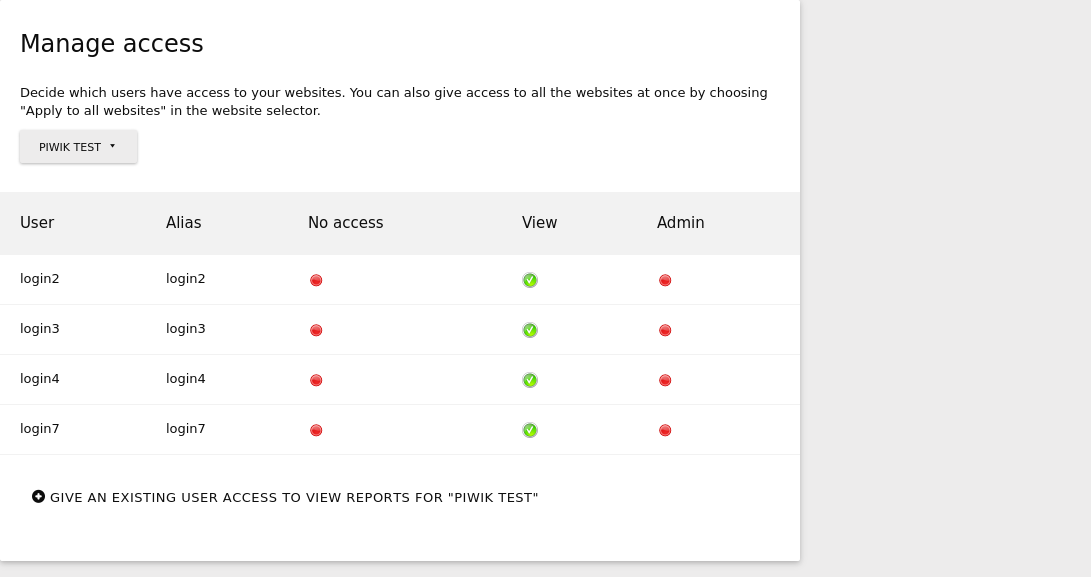 Manage access
Decide which users have access to your websites. You can also give access to all the websites at once by choosing
"Apply to all websites" in the website selector.
PIWIK TEST
User Alias No access View Admin
login2 login2
login3 login3
login4 login4
login7 login7
GIVE AN EXISTING USER ACCESS TO VIEW REPORTS FOR "PIWIK TEST"